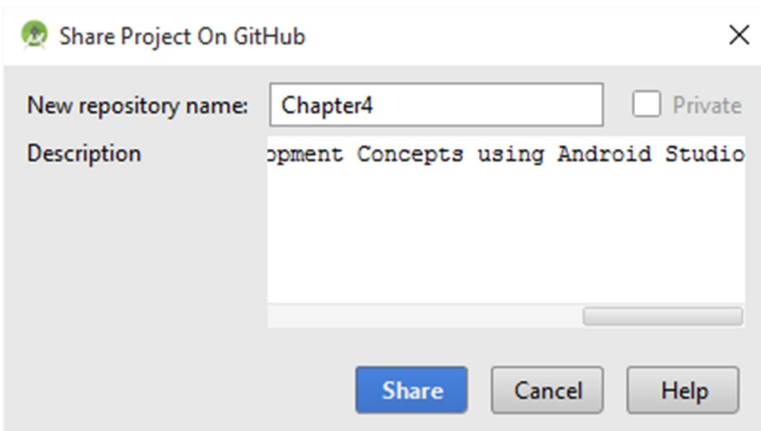 Share Project On GitHub
New repository name: Chapter4 Private
Description opment Concepts using Android Studio
Share Cancel Help